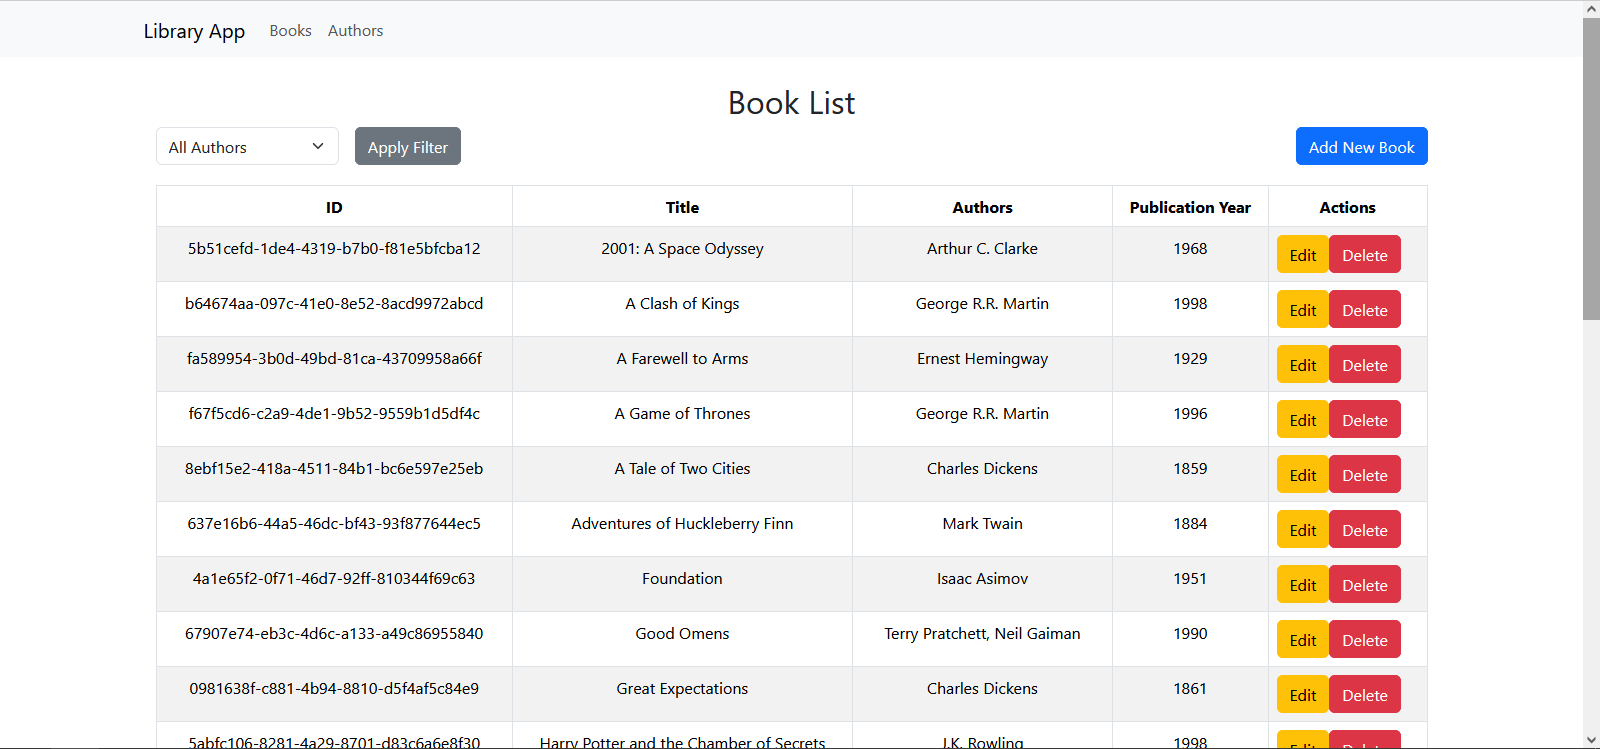 Library App Books Authors
Book List
All Authors Apply Filter Add New Book
ID Title Authors Publication Year Actions
5b51cefd-1de4-4319-b7b0-f81e5bfcba12 2001: A Space Odyssey Arthur C. Clarke 1968 Edit Delete
b64674aa-097c-41e0-8e52-8acd9972abcd A Clash of Kings George R.R. Martin 1998 Edit Delete
fa589954-3b0d-49bd-81ca-43709958a66f A Farewell to Arms Ernest Hemingway 1929 Edit Delete
f67f5cd6-c2a9-4de1-9b52-9559b1d5df4c A Game of Thrones George R.R. Martin 1996 Edit Delete
8ebf15e2-418a-4511-84b1-bc6e597e25eb A Tale of Two Cities Charles Dickens 1859 Edit Delete
637e16b6-44a5-46dc-bf43-93f877644ec5 Adventures of Huckleberry Finn Mark Twain 1884 Edit Delete
4a1e65f2-0f71-46d7-92ff-810344f69c63 Foundation Isaac Asimov 1951 Edit Delete
67907e74-eb3c-4d6c-a133-a49c86955840 Good Omens Terry Pratchett, Neil Gaiman 1990 Edit Delete
0981638f-c881-4b94-8810-d5f4af5c84e9 Great Expectations Charles Dickens 1861 Edit Delete
5abfc106-8281-4a29-8701-d83c6a6e8f30 Harry Potter and the Chamber of Secrets J.K. Rowling 1998 Edit Delete